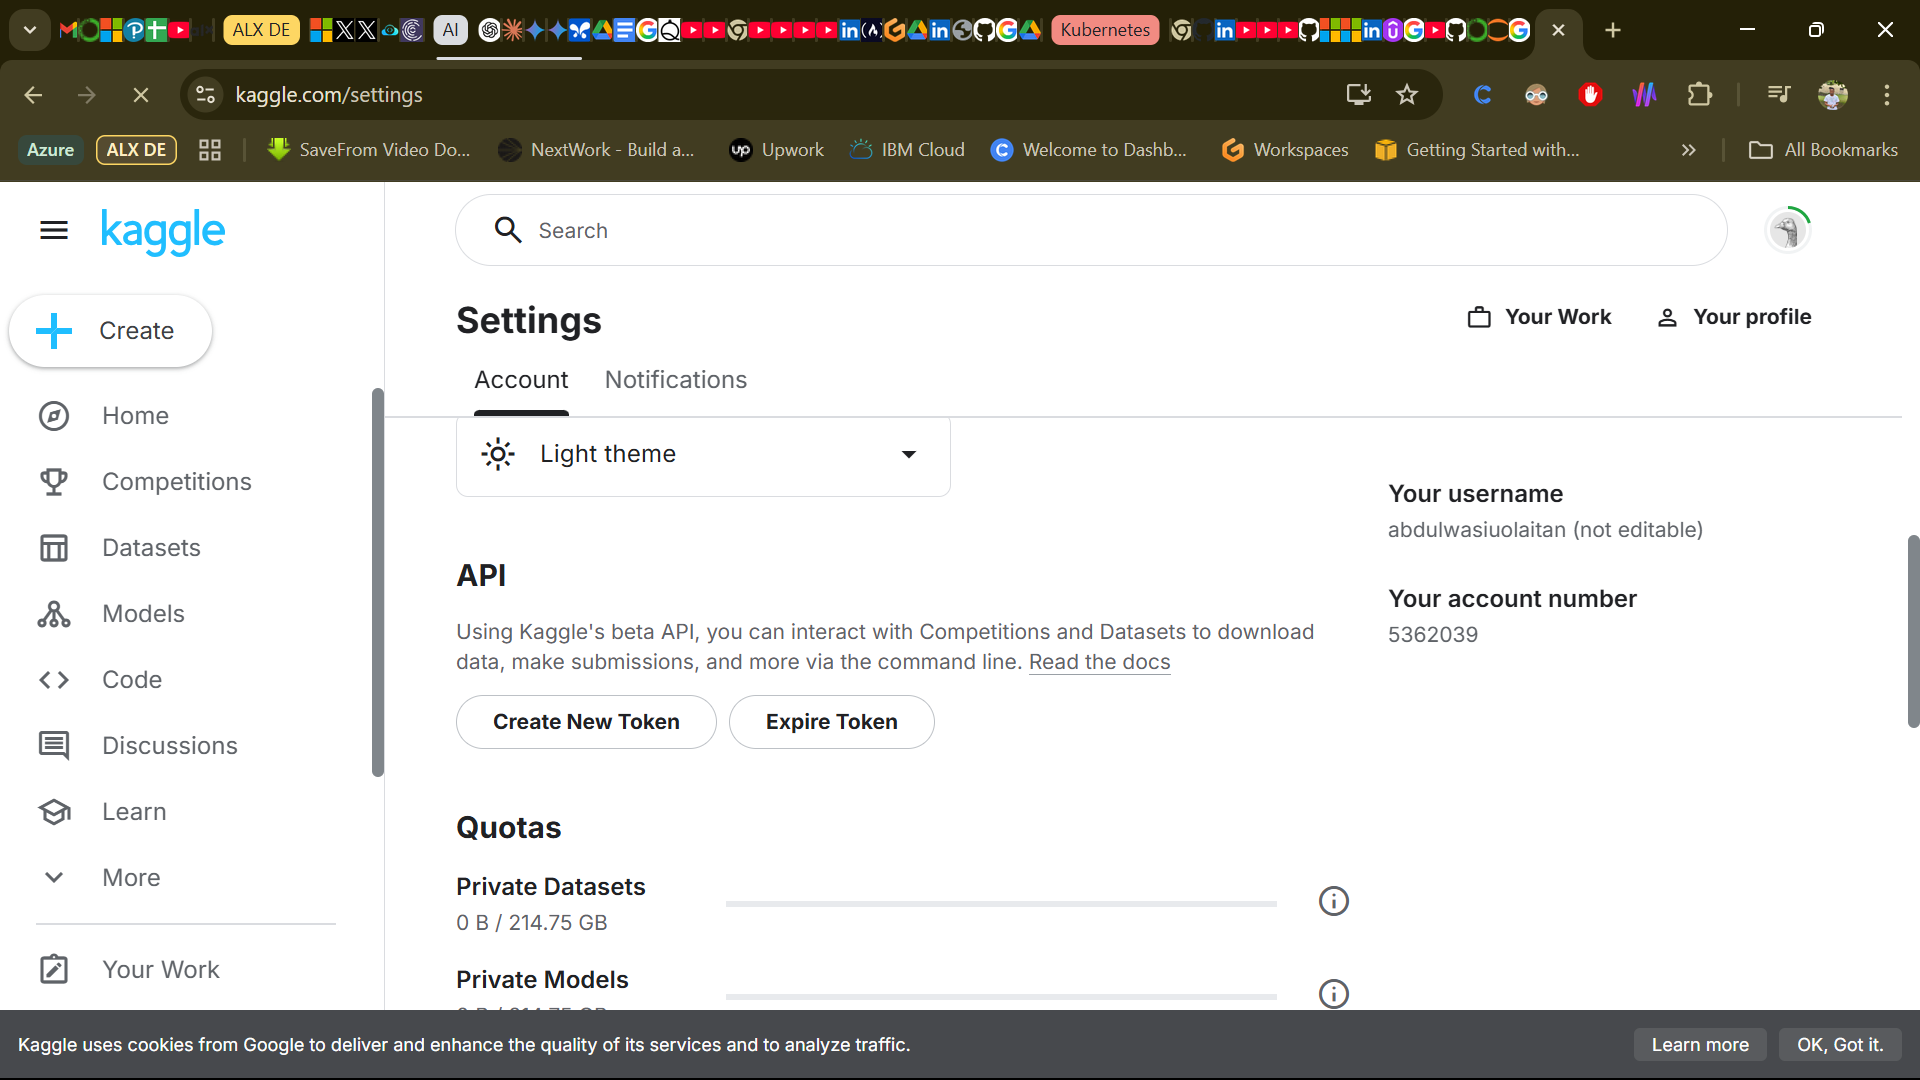 ALX DE
AI
Kubernetes
kaggle.com/settings
Azure
ALX DE
SaveFrom Video Do...
NextWork - Build a...
up
Upwork
IBM Cloud
Welcome to Dashb...
Workspaces
Getting Started with...
All Bookmarks
kaggle
Search
Create
Settings
Your Work
Your profile
Account
Notifications
Home
Competitions
Datasets
Models
Code
Discussions
Learn
More
Your Work
Light theme
API
Using Kaggle's beta API, you can interact with Competitions and Datasets to download
data, make submissions, and more via the command line. Read the docs
Create New Token
Expire Token
Quotas
Private Datasets
0 B / 214.75 GB
Private Models
Your username
abdulwasiuolaitan (not editable)
Your account number
5362039
Kaggle uses cookies from Google to deliver and enhance the quality of its services and to analyze traffic.
Learn more
OK, Got it.